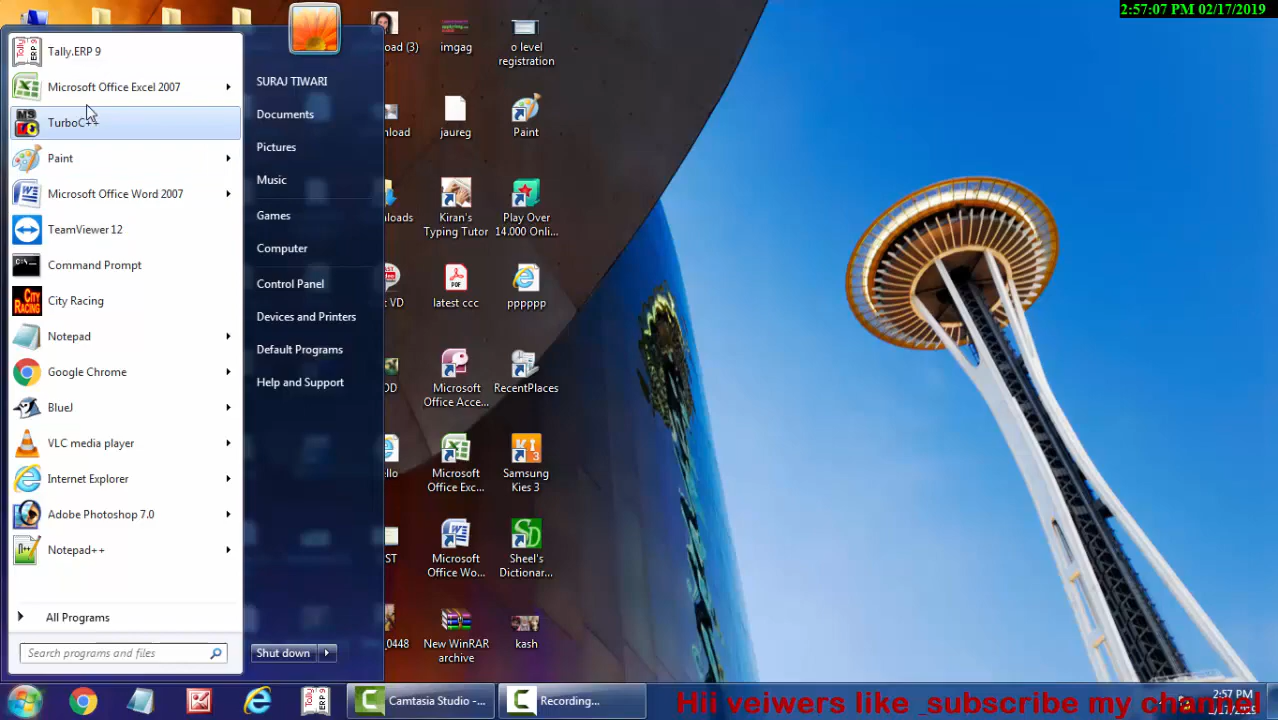 2:57:07 PM 02/17/2019
Tally.ERP 9
Microsoft Office Excel 2007
TurboC++
Paint
Microsoft Office Word 2007
TeamViewer 12
Command Prompt
City Racing
Notepad
Google Chrome
BlueJ
VLC media player
Internet Explorer
Adobe Photoshop 7.0
Notepad++
All Programs
Search programs and files
SURAJ TIWARI
Documents
Pictures
Music
Games
Computer
Control Panel
Devices and Printers
Default Programs
Help and Support
Shut down
oad (3)
imgag
o level
registration
nload
jaureg
Paint
nloads
Kiran's
Typing Tutor
Play Over
14.000 Onli...
t VD
latest ccc
pppppp
OD
Microsoft
Office Acce...
RecentPlaces
llo
Microsoft
Office Exc...
Samsung
Kies 3
ST
Microsoft
Office Wo...
Sheel's
Dictionar...
_0448
New WinRAR
archive
kash
Camtasia Studio -...
Recording...
Hii veiwers like _subscribe my channel
2:57 PM